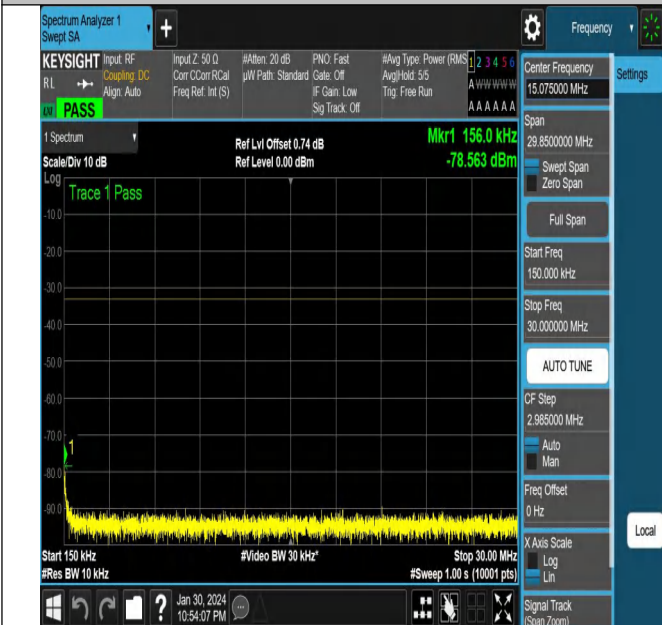 Spectrum Analyzer 1
Swept SA
Frequency
KEYSIGHT
RL
PASS
Input: RF
Coupling: DC
Align: Auto
Input Z: 50 Ω
Corr CCorr RCal
Freq Ref: Int (S)
#Atten: 20 dB
µW Path: Standard
PNO: Fast
Gate: Off
IF Gain: Low
Sig Track: Off
#Avg Type: Power (RMS
Avg|Hold: 5/5
Trig: Free Run
1 2 3 4 5 6
A W W W W W
A A A A A A
1 Spectrum
Scale/Div 10 dB
Log
Ref Lvl Offset 0.74 dB
Ref Level 0.00 dBm
Mkr1 156.0 kHz
-78.563 dBm
Trace 1 Pass
-10.0
-20.0
-30.0
-40.0
-50.0
-60.0
-70.0
-80.0
-90.0
1
Start 150 kHz
#Res BW 10 kHz
#Video BW 30 kHz*
Stop 30.00 MHz
#Sweep 1.00 s (10001 pts)
Jan 30, 2024
10:54:07 PM
Center Frequency
15.075000 MHz
Span
29.8500000 MHz
Swept Span
Zero Span
Full Span
Start Freq
150.000 kHz
Stop Freq
30.000000 MHz
AUTO TUNE
CF Step
2.985000 MHz
Auto
Man
Freq Offset
0 Hz
X Axis Scale
Log
Lin
Signal Track
(Span Zoom)
Settings
Local